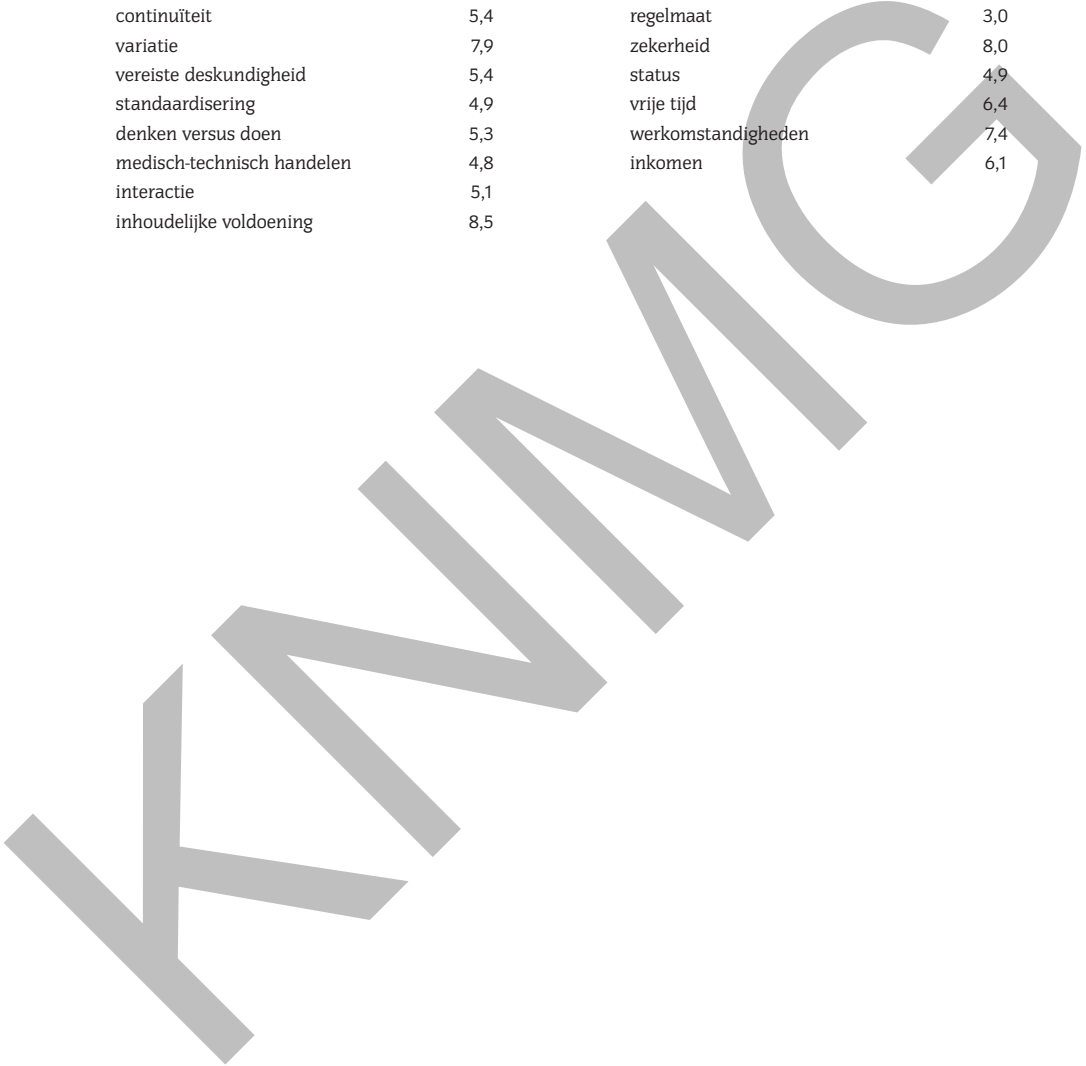 continuïteit 5,4
variatie 7,9
vereiste deskundigheid 5,4
standaardisering 4,9
denken versus doen 5,3
medisch-technisch handelen 4,8
interactie 5,1
inhoudelijke voldoening 8,5
regelmaat 3,0
zekerheid 8,0
status 4,9
vrije tijd 6,4
werkomstandigheden 7,4
inkomen 6,1
KNMG